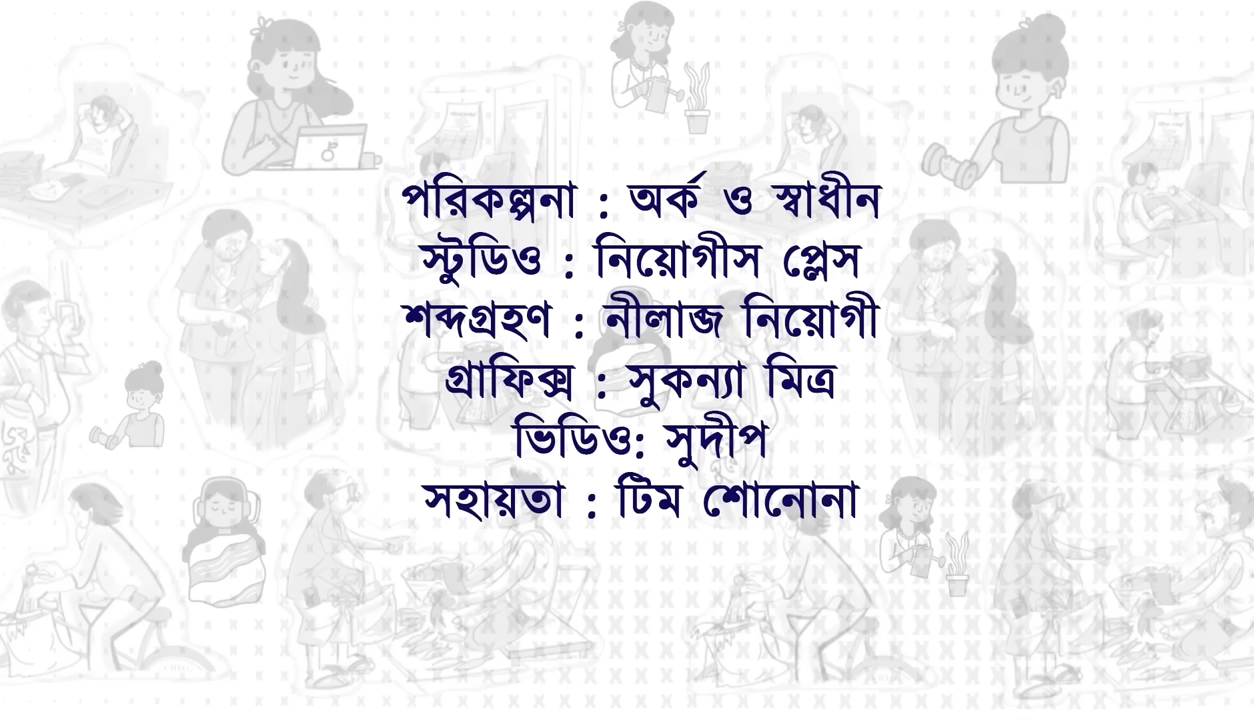 পরিকল্পনা : অর্ক ও স্বাধীন
স্টুডিও : নিয়োগীস প্লেস
শব্দগ্রহণ : নীলাব্জ নিয়োগী
গ্রাফিক্স : সুকন্যা মিত্র
ভিডিও: সুদীপ
সহায়তা : টিম শোনোনা